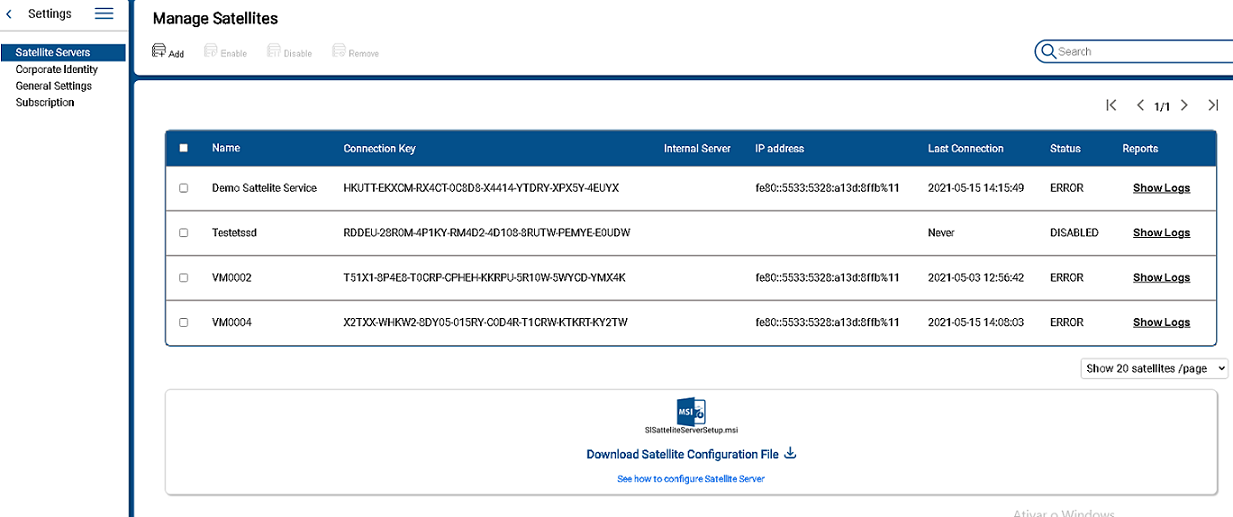 Settings
Manage Satellites
Add Enable Disable Remove
Search
Satellite Servers
Corporate Identity
General Settings
Subscription
1/1
Name Connection Key Internal Server IP address Last Connection Status Reports
Demo Sattelite Service HKUTT-EKXCM-RX4CT-0C8D8-X4414-YTDRY-XPX5Y-4EUYX fe80::5533:5328:a13d:8ffb%11 2021-05-15 14:15:49 ERROR Show Logs
Testetssd RDDEU-28R0M-4P1KY-RM4D2-4D108-8RUTW-PEMYE-E0UDW Never DISABLED Show Logs
VM0002 T51X1-8P4E8-T0CRP-CPHEH-KKRPU-5R10W-5WYCD-YMX4K fe80::5533:5328:a13d:8ffb%11 2021-05-03 12:56:42 ERROR Show Logs
VM0004 X2TXX-WHKW2-8DY05-015RY-C0D4R-T1CRW-KTKRT-KY2TW fe80::5533:5328:a13d:8ffb%11 2021-05-15 14:08:03 ERROR Show Logs
Show 20 satellites /page
MSI
SISatteliteServerSetup.msi
Download Satellite Configuration File
See how to configure Satellite Server
Ativar o Windows